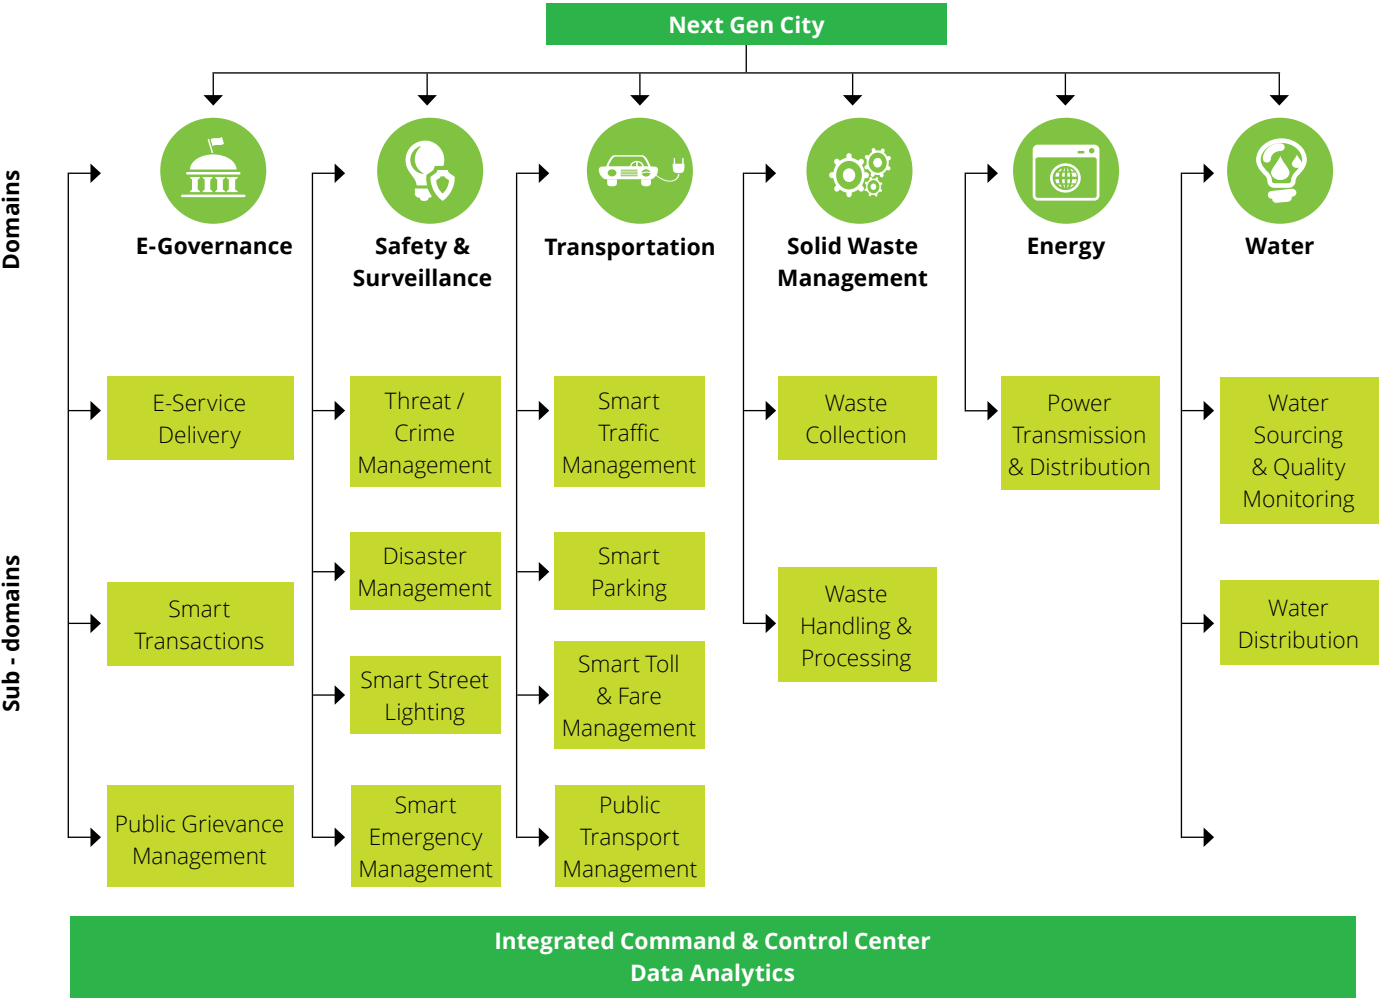 Next Gen City
Domains
E-Governance
Safety &
Surveillance
Transportation
Solid Waste
Management
Energy
Water
Sub - domains
E-Service
Delivery
Smart
Transactions
Public Grievance
Management
Threat /
Crime
Management
Disaster
Management
Smart Street
Lighting
Smart
Emergency
Management
Smart
Traffic
Management
Smart
Parking
Smart Toll
& Fare
Management
Public
Transport
Management
Waste
Collection
Waste
Handling &
Processing
Power
Transmission
& Distribution
Water
Sourcing
& Quality
Monitoring
Water
Distribution
Integrated Command & Control Center
Data Analytics